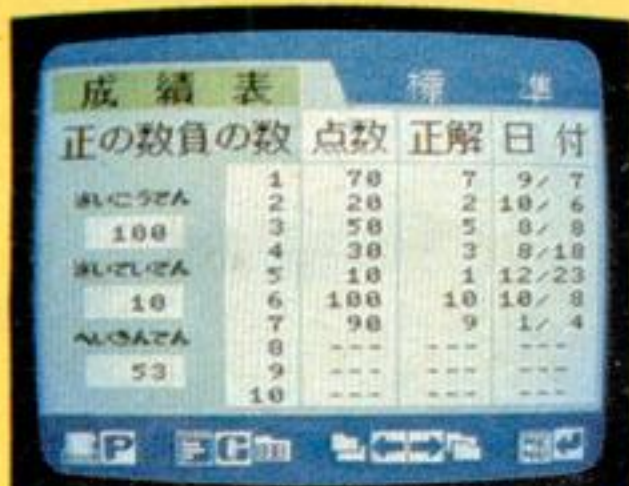 成績表 標準
正の数負の数 点数 正解 日付
1 70 7 9/ 7
さいこうてん 2 20 2 10/ 6
100 3 50 5 8/ 8
4 30 3 8/18
さいていてん 5 10 1 12/23
10 6 100 10 10/ 8
7 90 9 1/ 4
へいきんてん 8 --- --- ---
53 9 --- --- ---
10 --- --- ---
P C